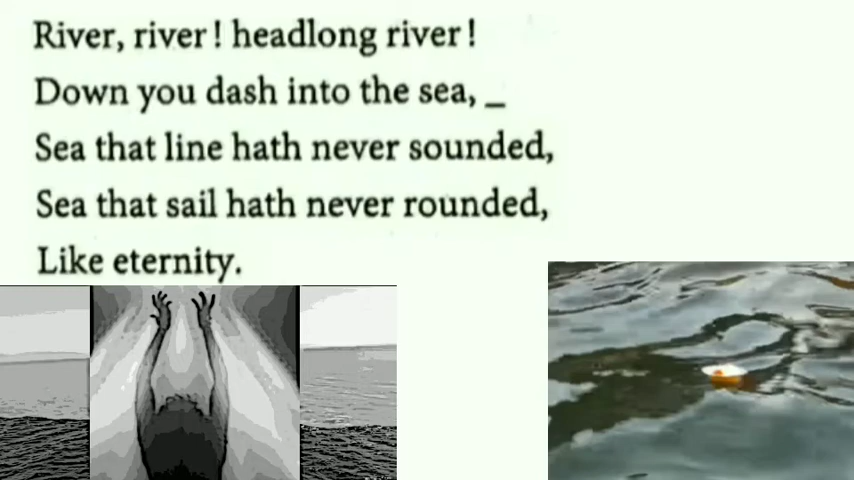 River, river! headlong river!
Down you dash into the sea, _
Sea that line hath never sounded,
Sea that sail hath never rounded,
Like eternity.